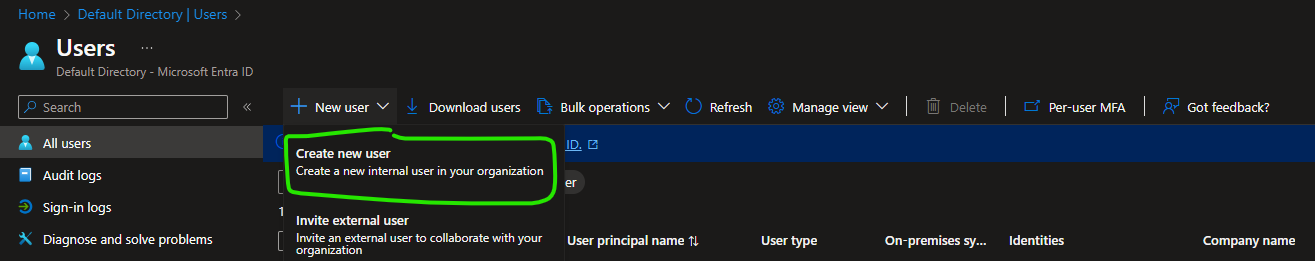 Home > Default Directory | Users >
Users ...
Default Directory - Microsoft Entra ID
Search «
New user Download users Bulk operations Refresh Manage view Delete Per-user MFA Got feedback?
All users
Audit logs
Sign-in logs
Diagnose and solve problems
Create new user
Create a new internal user in your organization
Invite external user
Invite an external user to collaborate with your
organization
ID.
er
1
User principal name ↑↓ User type On-premises sy... Identities Company name